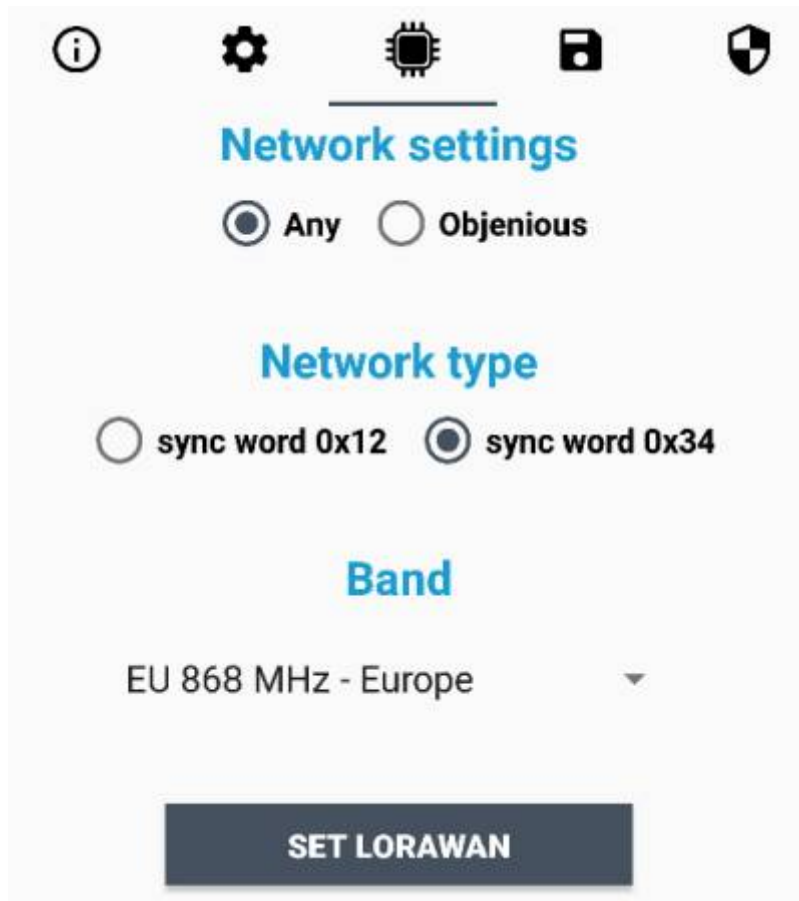 Network settings
Any Objenious
Network type
sync word 0x12 sync word 0x34
Band
EU 868 MHz - Europe
SET LORAWAN